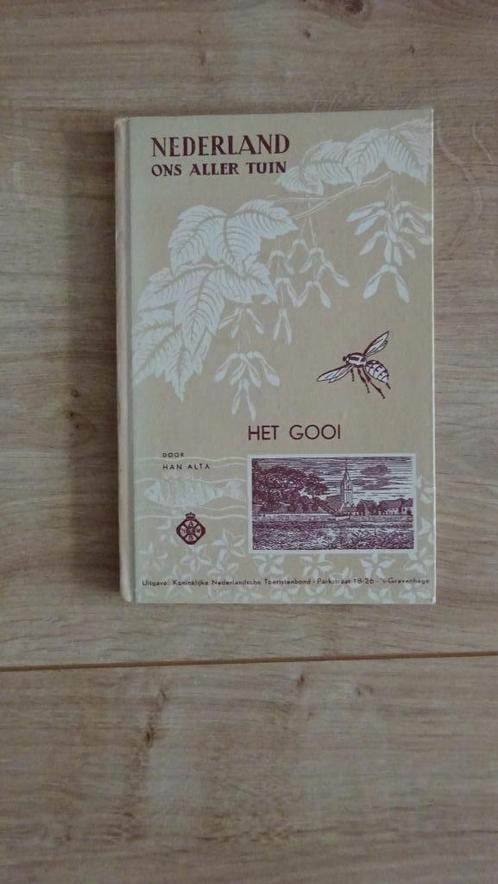 NEDERLAND
ONS ALLER TUIN
HET GOOI
DOOR
HAN ALTA
Uitgave: Koninklijke Nederlandsche Toeristenbond - Parkstraat 18-26 - 's-Gravenhage